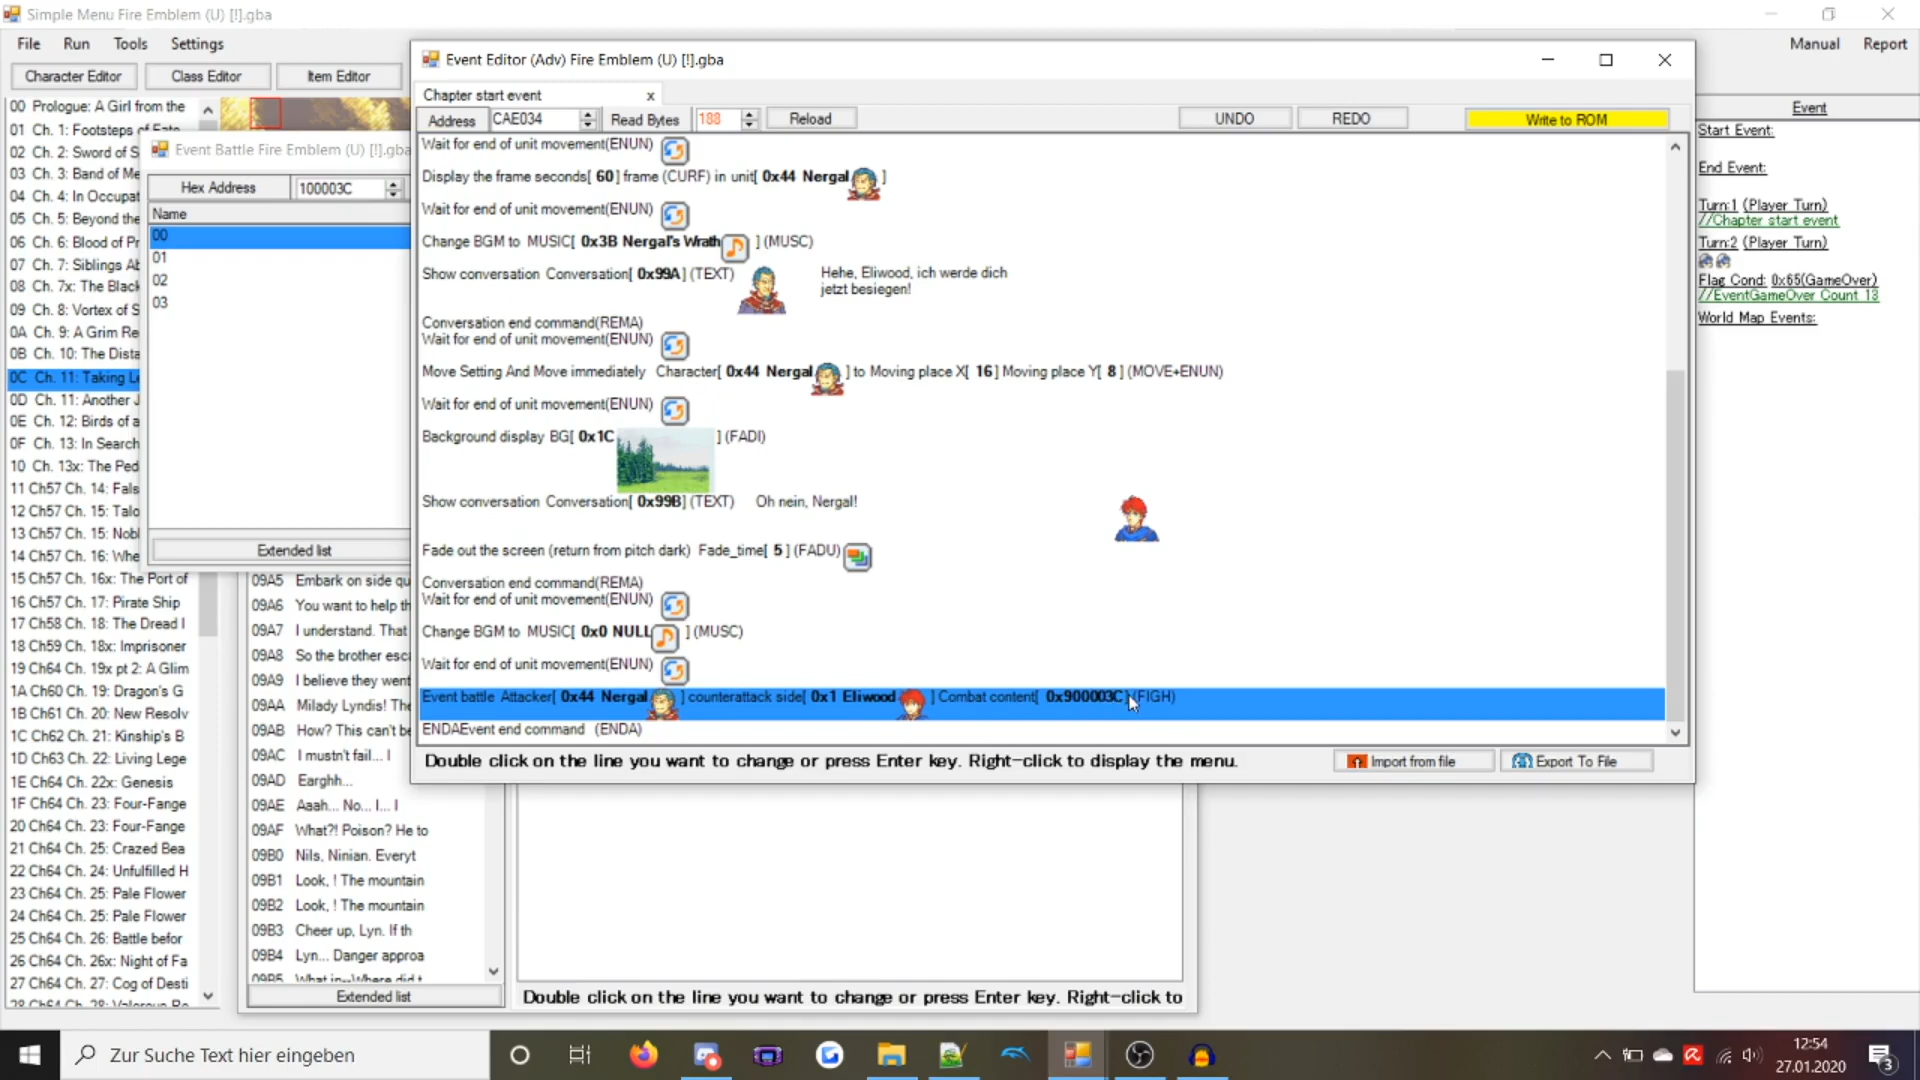 Simple Menu Fire Emblem (U) [!].gba
File Run Tools Settings Manual Report
Character Editor Class Editor Item Editor
00 Prologue: A Girl from the
01 Ch. 1: Footsteps of Fate
02 Ch. 2: Sword of S
03 Ch. 3: Band of Me
04 Ch. 4: In Occupat
05 Ch. 5: Beyond the
06 Ch. 6: Blood of Pr
07 Ch. 7: Siblings Ab
08 Ch. 7x: The Black
09 Ch. 8: Vortex of S
0A Ch. 9: A Grim Re
0B Ch. 10: The Dista
0C Ch. 11: Taking Le
0D Ch. 11: Another J
0E Ch. 12: Birds of a
0F Ch. 13: In Search
10 Ch. 13x: The Ped
11 Ch57 Ch. 14: Fals
12 Ch57 Ch. 15: Talo
13 Ch57 Ch. 15: Nobl
14 Ch57 Ch. 16: Whe
15 Ch57 Ch. 16x: The Port of
16 Ch57 Ch. 17: Pirate Ship
17 Ch58 Ch. 18: The Dread I
18 Ch59 Ch. 18x: Imprisoner
19 Ch64 Ch. 19x pt 2: A Glim
1A Ch60 Ch. 19: Dragon's G
1B Ch61 Ch. 20: New Resolv
1C Ch62 Ch. 21: Kinship's B
1D Ch63 Ch. 22: Living Lege
1E Ch64 Ch. 22x: Genesis
1F Ch64 Ch. 23: Four-Fange
20 Ch64 Ch. 23: Four-Fange
21 Ch64 Ch. 25: Crazed Bea
22 Ch64 Ch. 24: Unfulfilled H
23 Ch64 Ch. 25: Pale Flower
24 Ch64 Ch. 25: Pale Flower
25 Ch64 Ch. 26: Battle befor
26 Ch64 Ch. 26x: Night of Fa
27 Ch64 Ch. 27: Cog of Desti
28 Ch64 Ch. 28: Valorous Ro
Event Battle Fire Emblem (U) [!].gba
Hex Address 100003C
Name
00
01
02
03
Extended list
09A5 Embark on side qu
09A6 You want to help th
09A7 I understand. That
09A8 So the brother esca
09A9 I believe they went
09AA Milady Lyndis! The
09AB How? This can't be
09AC I mustn't fail... I
09AD Earghh...
09AE Aaah... No... I... I
09AF What?! Poison? He to
09B0 Nils, Ninian. Everyt
09B1 Look, ! The mountain
09B2 Look, ! The mountain
09B3 Cheer up, Lyn. If th
09B4 Lyn... Danger approa
09B5 What in--Where did t
Extended list
Event Editor (Adv) Fire Emblem (U) [!].gba
Chapter start event x
Address CAE034 Read Bytes 188 Reload UNDO REDO Write to ROM
Wait for end of unit movement(ENUN)
Display the frame seconds[ 60 ] frame (CURF) in unit[ 0x44 Nergal ]
Wait for end of unit movement(ENUN)
Change BGM to MUSIC[ 0x3B Nergal's Wrath ] (MUSC)
Show conversation Conversation[ 0x99A] (TEXT) Hehe, Eliwood, ich werde dich
jetzt besiegen!
Conversation end command(REMA)
Wait for end of unit movement(ENUN)
Move Setting And Move immediately Character[ 0x44 Nergal ] to Moving place X[ 16 ] Moving place Y[ 8 ] (MOVE+ENUN)
Wait for end of unit movement(ENUN)
Background display BG[ 0x1C ] (FADI)
Show conversation Conversation[ 0x99B] (TEXT) Oh nein, Nergal!
Fade out the screen (return from pitch dark) Fade_time[ 5 ] (FADU)
Conversation end command(REMA)
Wait for end of unit movement(ENUN)
Change BGM to MUSIC[ 0x0 NULL ] (MUSC)
Wait for end of unit movement(ENUN)
Event battle Attacker[ 0x44 Nergal ] counterattack side[ 0x1 Eliwood ] Combat content[ 0x900003C] (FIGH)
ENDAEvent end command (ENDA)
Double click on the line you want to change or press Enter key. Right-click to display the menu.
Import from file Export To File
Double click on the line you want to change or press Enter key. Right-click to
Event
Start Event:
End Event:
Turn:1 (Player Turn)
//Chapter start event
Turn:2 (Player Turn)
Flag Cond: 0x65(GameOver)
//EventGameOver Count 13
World Map Events:
Zur Suche Text hier eingeben
12:54
27.01.2020
3